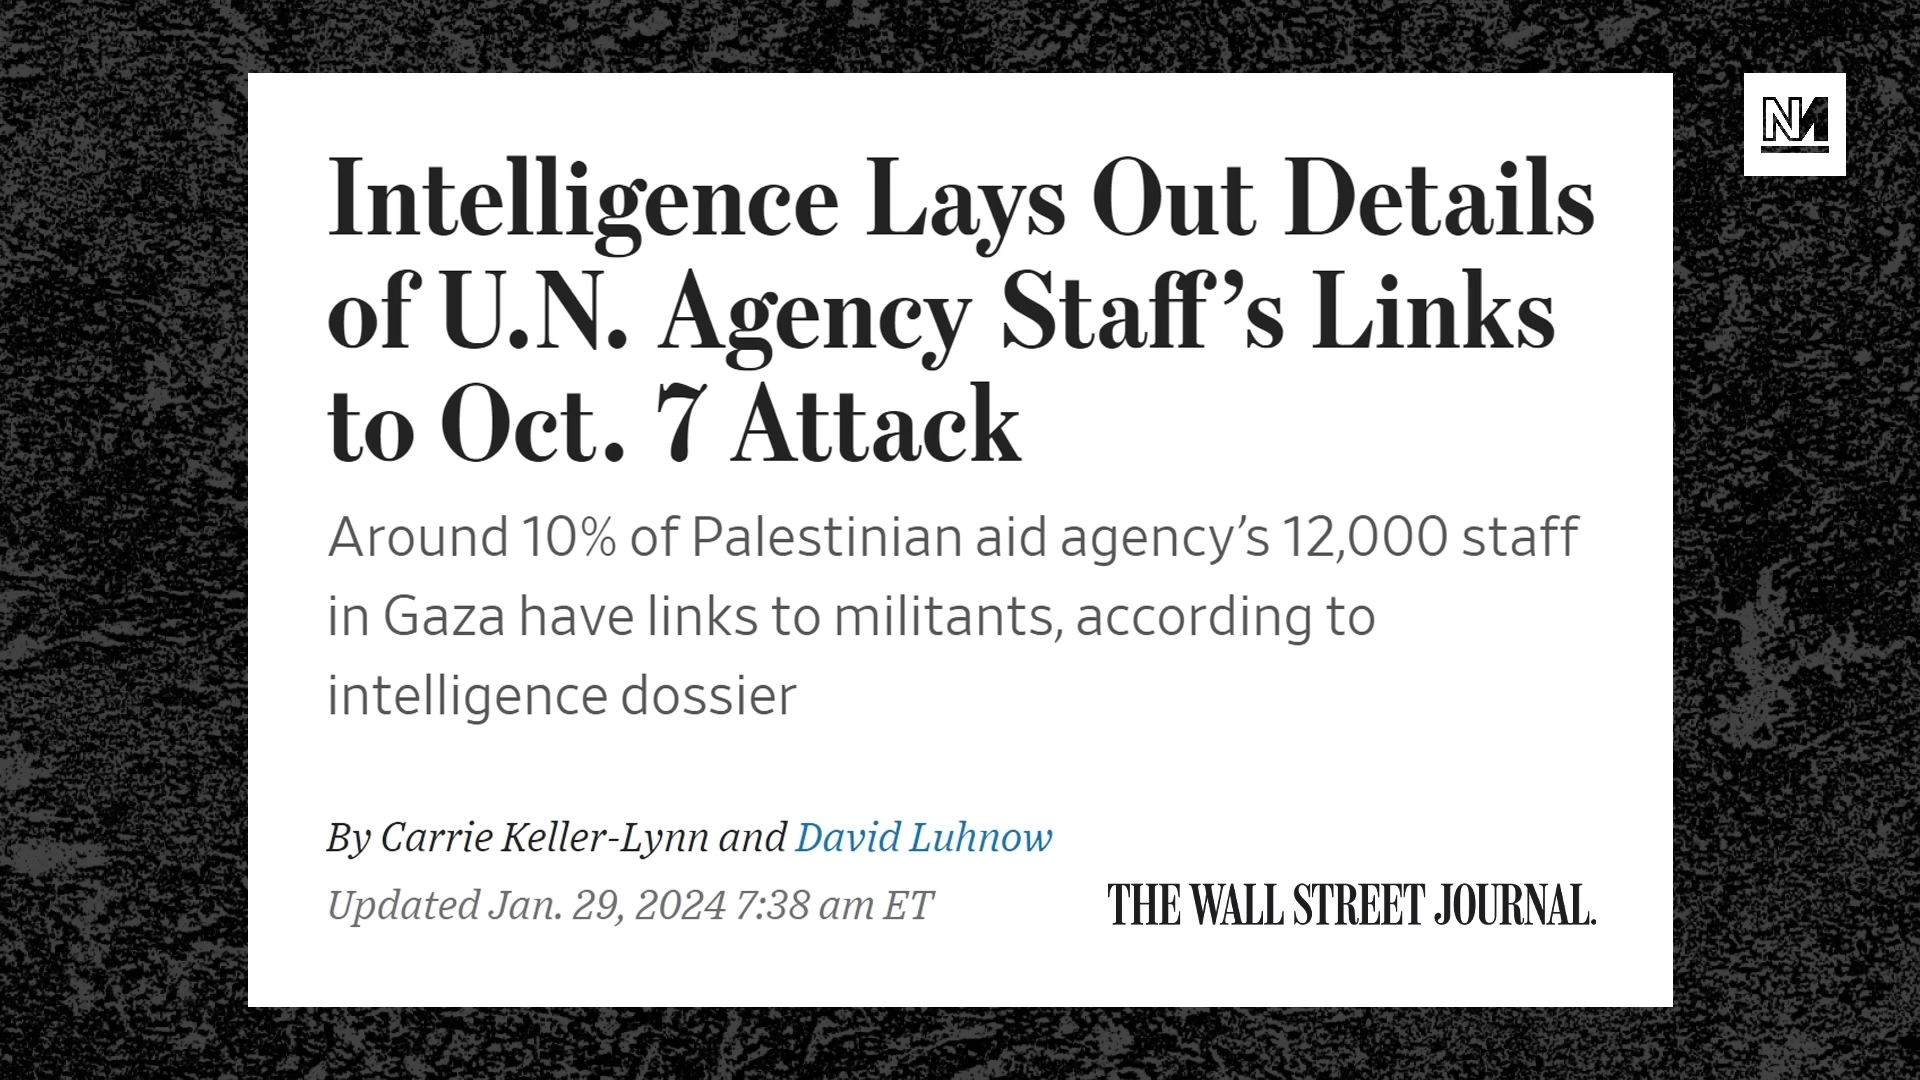 Intelligence Lays Out Details
of U.N. Agency Staff’s Links
to Oct. 7 Attack
Around 10% of Palestinian aid agency’s 12,000 staff
in Gaza have links to militants, according to
intelligence dossier
By Carrie Keller-Lynn and David Luhnow
Updated Jan. 29, 2024 7:38 am ET
THE WALL STREET JOURNAL.
NM